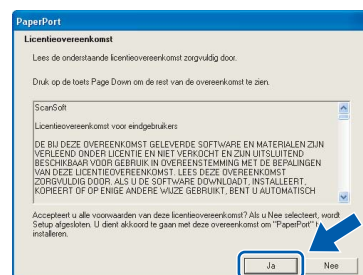 PaperPort
Licentieovereenkomst
Lees de onderstaande licentieovereenkomst zorgvuldig door.
Druk op de toets Page Down om de rest van de overeenkomst te zien.
ScanSoft
Licentieovereenkomst voor eindgebruikers
DE BIJ DEZE OVEREENKOMST GELEVERDE SOFTWARE EN MATERIALEN ZIJN
VERLEEND ONDER LICENTIE EN NIET VERKOCHT EN ZIJN UITSLUITEND
BESCHIKBAAR VOOR GEBRUIK IN OVEREENSTEMMING MET DE BEPALINGEN
VAN DEZE LICENTIEOVEREENKOMST. LEES DEZE OVEREENKOMST
ZORGVULDIG DOOR. ALS U DE SOFTWARE DOWNLOADT, INSTALLEERT,
KOPIEERT OF OP ENIGE ANDERE WIJZE GEBRUIKT, BENT U AUTOMATISCH
Accepteert u alle voorwaarden van deze licentieovereenkomst? Als u Nee selecteert, wordt
Setup afgesloten. U dient akkoord te gaan met deze overeenkomst om "PaperPort"
installeren.
Ja
Nee